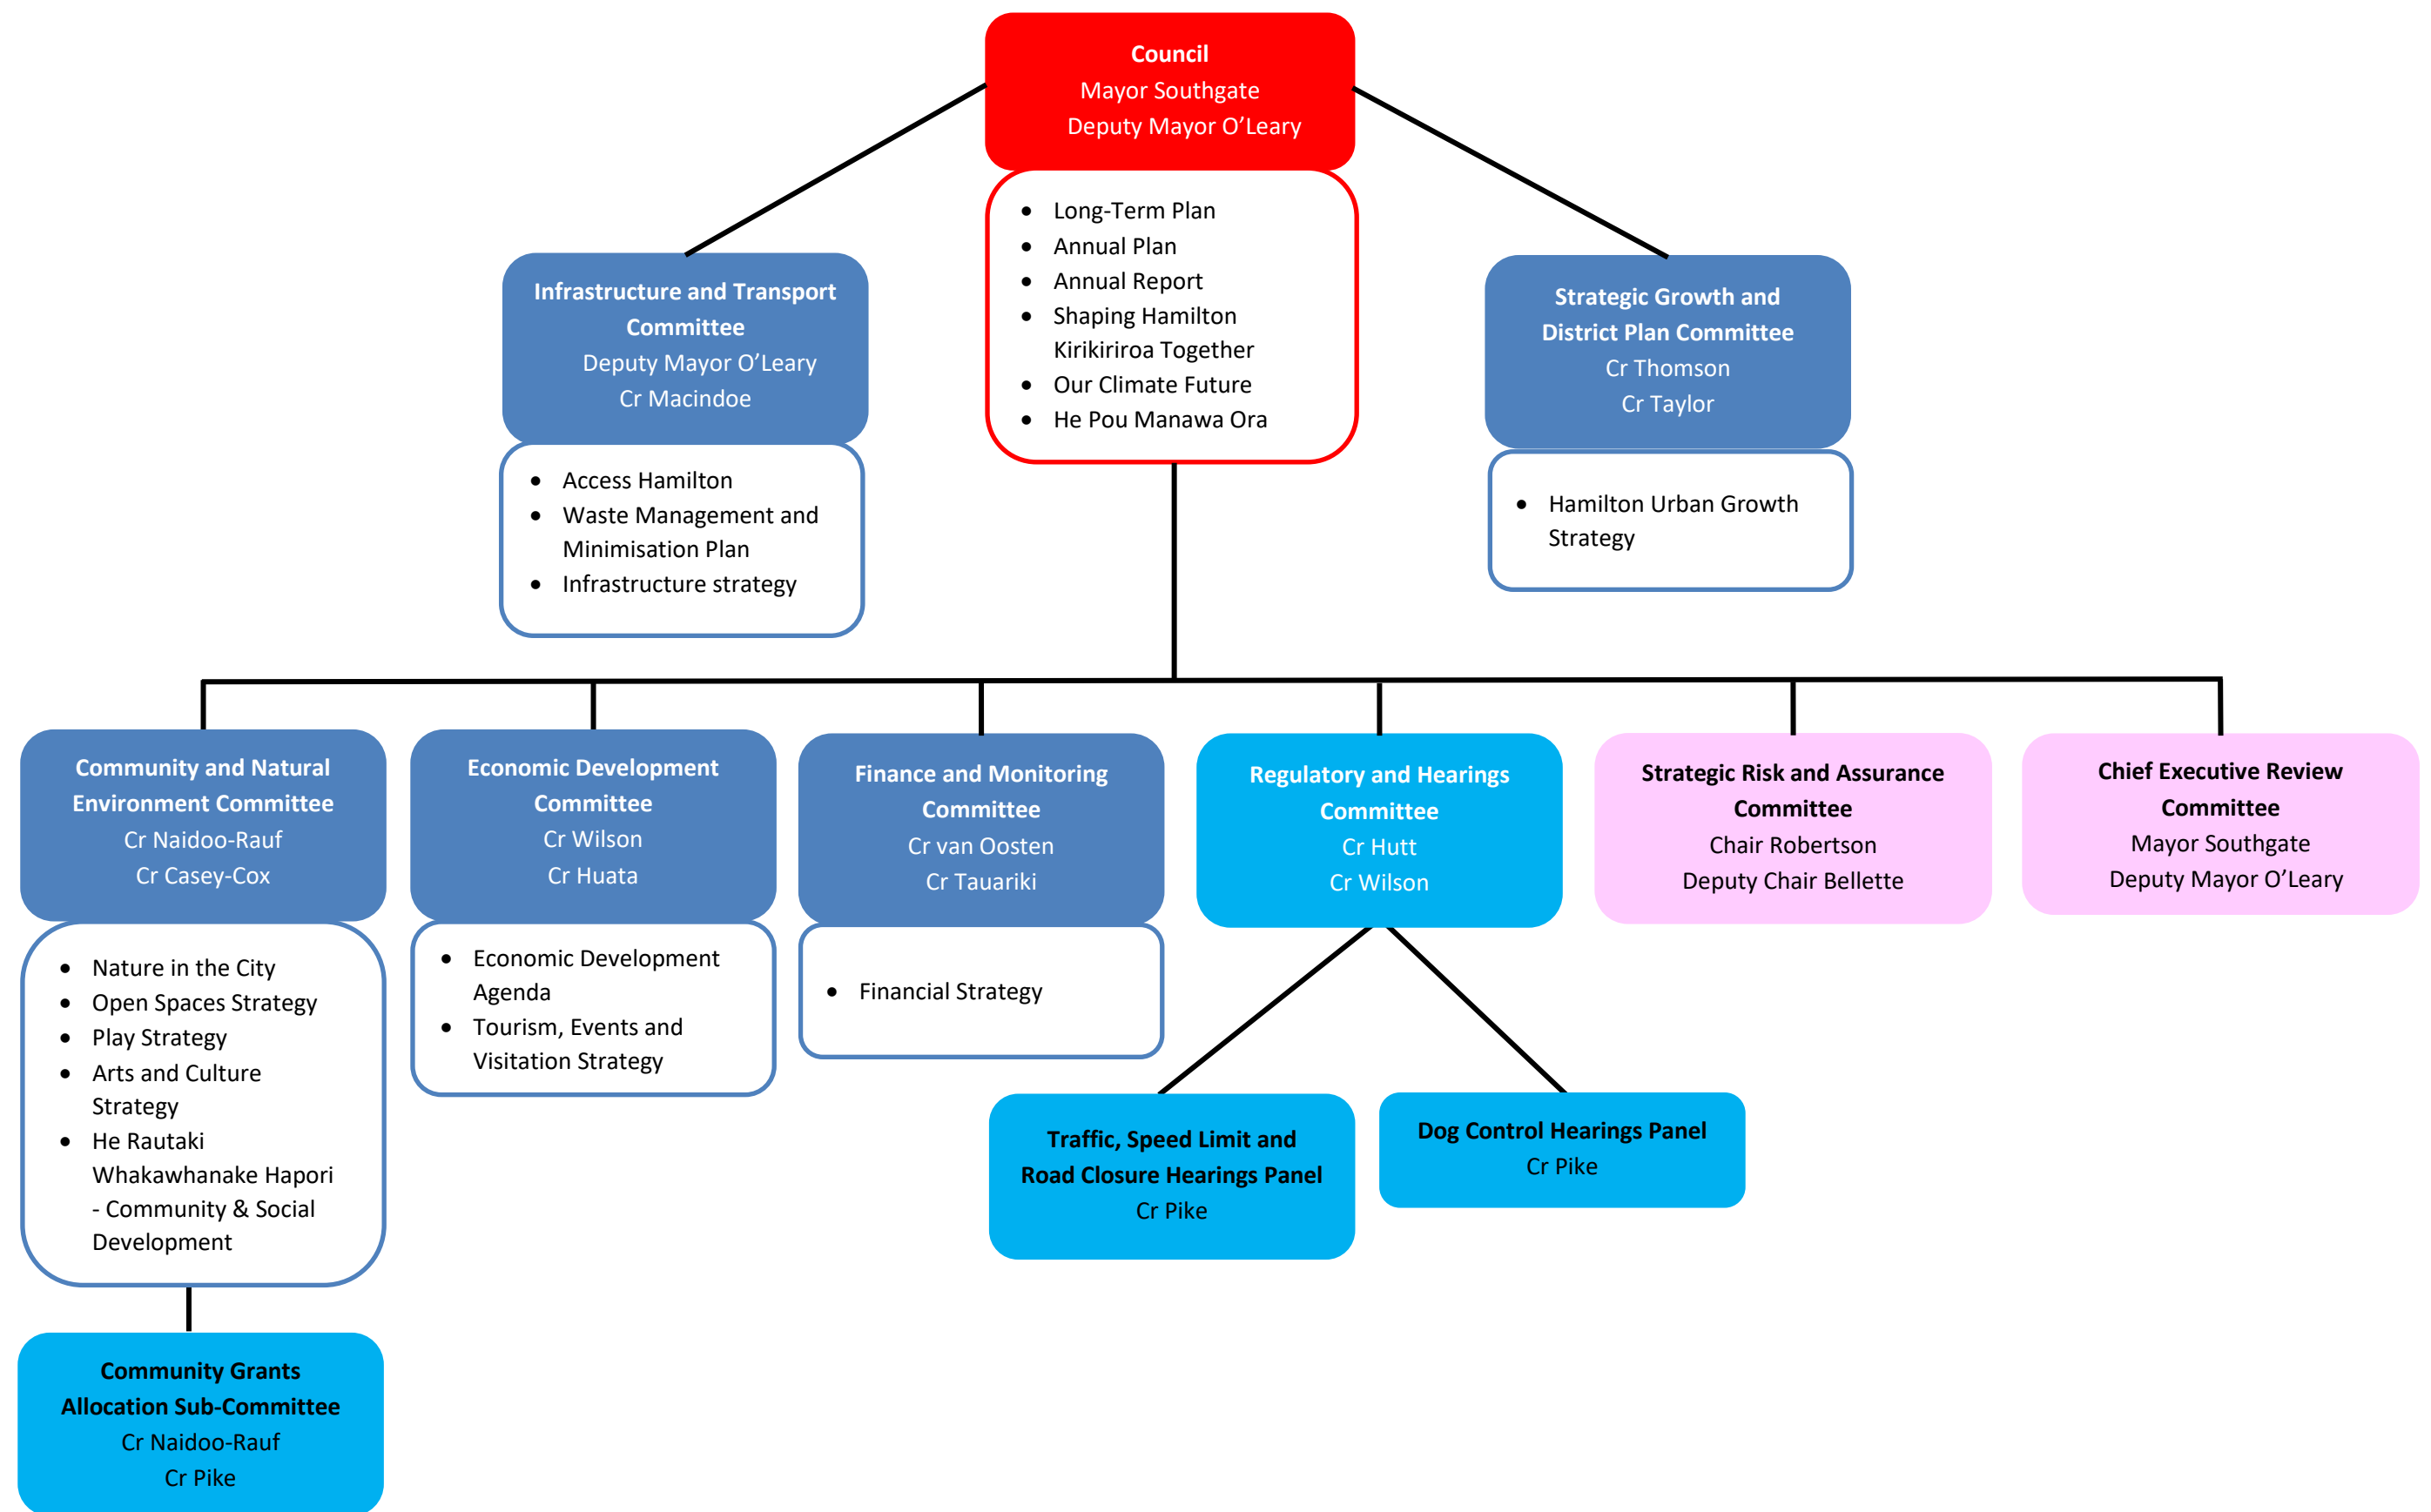 Council
Mayor Southgate
Deputy Mayor O’Leary
• Long-Term Plan
• Annual Plan
• Annual Report
• Shaping Hamilton
Kirikiriroa Together
• Our Climate Future
• He Pou Manawa Ora
Infrastructure and Transport
Committee
Deputy Mayor O’Leary
Cr Macindoe
• Access Hamilton
• Waste Management and
Minimisation Plan
• Infrastructure strategy
Strategic Growth and
District Plan Committee
Cr Thomson
Cr Taylor
• Hamilton Urban Growth
Strategy
Community and Natural
Environment Committee
Cr Naidoo-Rauf
Cr Casey-Cox
• Nature in the City
• Open Spaces Strategy
• Play Strategy
• Arts and Culture
Strategy
• He Rautaki
Whakawhanake Hapori
- Community & Social
Development
Community Grants
Allocation Sub-Committee
Cr Naidoo-Rauf
Cr Pike
Economic Development
Committee
Cr Wilson
Cr Huata
• Economic Development
Agenda
• Tourism, Events and
Visitation Strategy
Finance and Monitoring
Committee
Cr van Oosten
Cr Tauariki
• Financial Strategy
Regulatory and Hearings
Committee
Cr Hutt
Cr Wilson
Traffic, Speed Limit and
Road Closure Hearings Panel
Cr Pike
Dog Control Hearings Panel
Cr Pike
Strategic Risk and Assurance
Committee
Chair Robertson
Deputy Chair Bellette
Chief Executive Review
Committee
Mayor Southgate
Deputy Mayor O’Leary